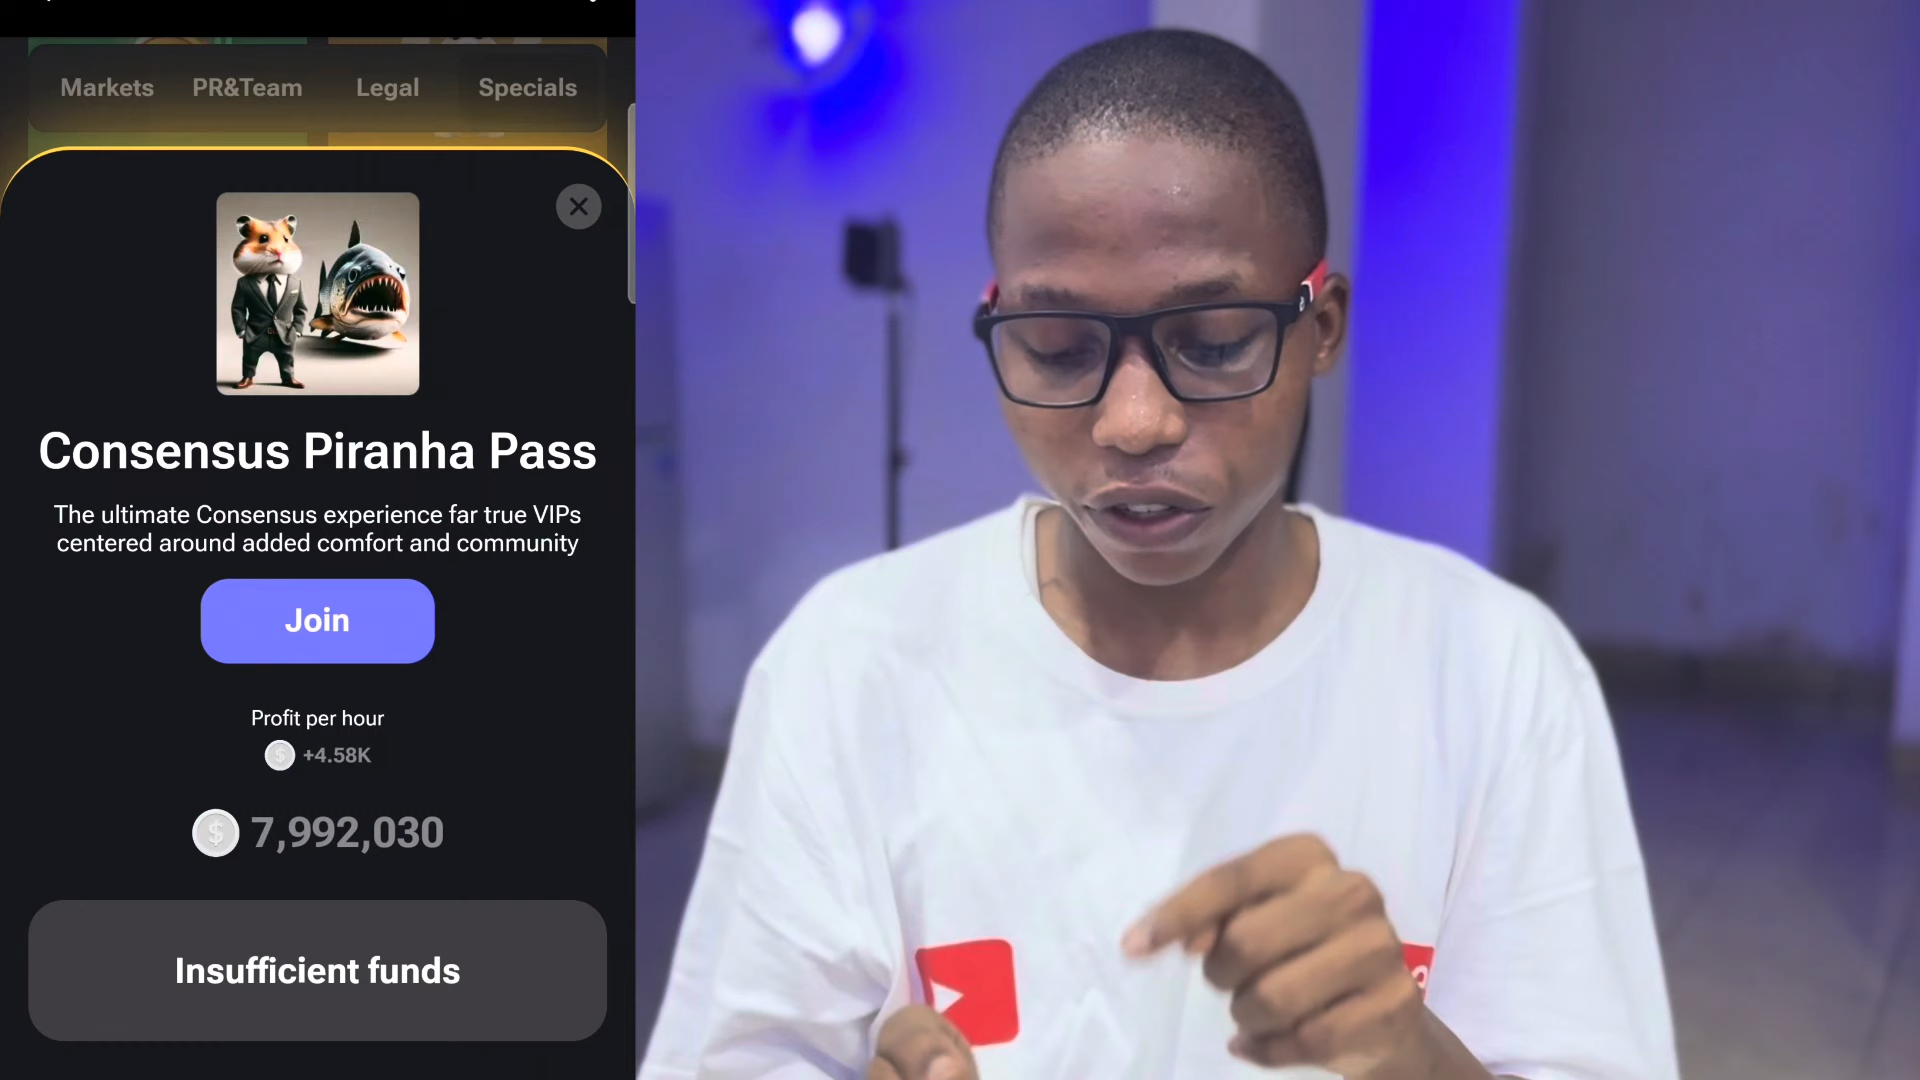 Markets PR&Team Legal Specials
Consensus Piranha Pass
The ultimate Consensus experience far true VIPs
centered around added comfort and community
Join
Profit per hour
+4.58K
7,992,030
Insufficient funds